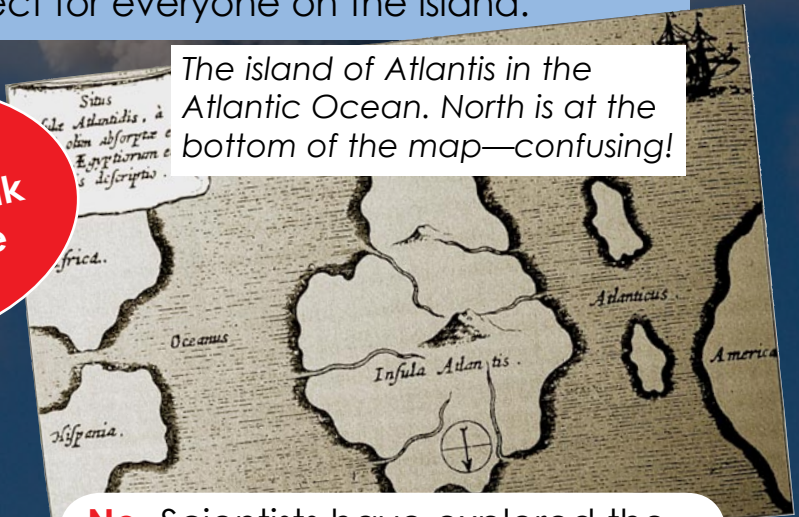 ect for everyone on the island.
The island of Atlantis in the
Atlantic Ocean. North is at the
bottom of the map—confusing!
Situs
Atlantidis, à
olim absorptæ
Ægyptiorum
descriptio.
lk
e
frica..
Oceanus
Atlanticus.
America
Insula Atlantis.
Hispania.
No. Scientists have explored the